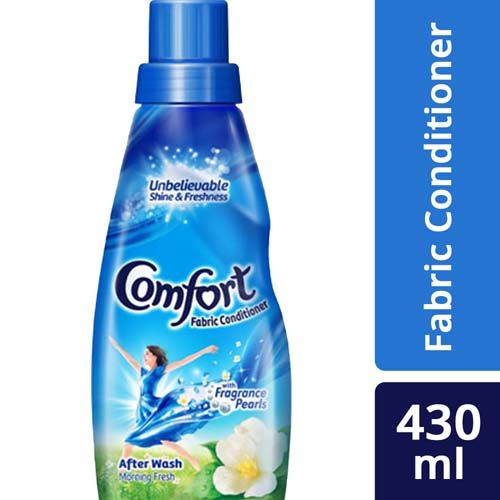 Unbelievable
Shine & Freshness
Comfort
Fabric Conditioner
with
Fragrance
Pearls
After Wash
Morning Fresh
Fabric Conditioner
430
ml